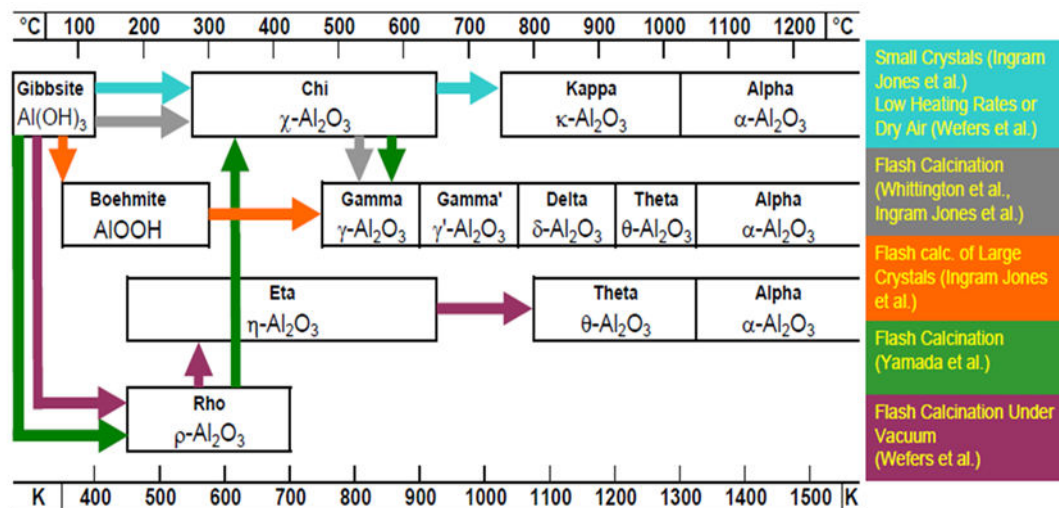 °C 100 200 300 400 500 600 700 800 900 1000 1100 1200 °C
Gibbsite
Al(OH)₃
Chi
χ-Al₂O₃
Kappa
κ-Al₂O₃
Alpha
α-Al₂O₃
Boehmite
AlOOH
Gamma
γ-Al₂O₃
Gamma'
γ'-Al₂O₃
Delta
δ-Al₂O₃
Theta
θ-Al₂O₃
Alpha
α-Al₂O₃
Eta
η-Al₂O₃
Theta
θ-Al₂O₃
Alpha
α-Al₂O₃
Rho
ρ-Al₂O₃
K 400 500 600 700 800 900 1000 1100 1200 1300 1400 1500 K
Small Crystals (Ingram
Jones et al.)
Low Heating Rates or
Dry Air (Wefers et al.)
Flash Calcination
(Whittington et al.,
Ingram Jones et al.)
Flash calc. of Large
Crystals (Ingram Jones
et al.)
Flash Calcination
(Yamada et al.)
Flash Calcination Under
Vacuum
(Wefers et al.)